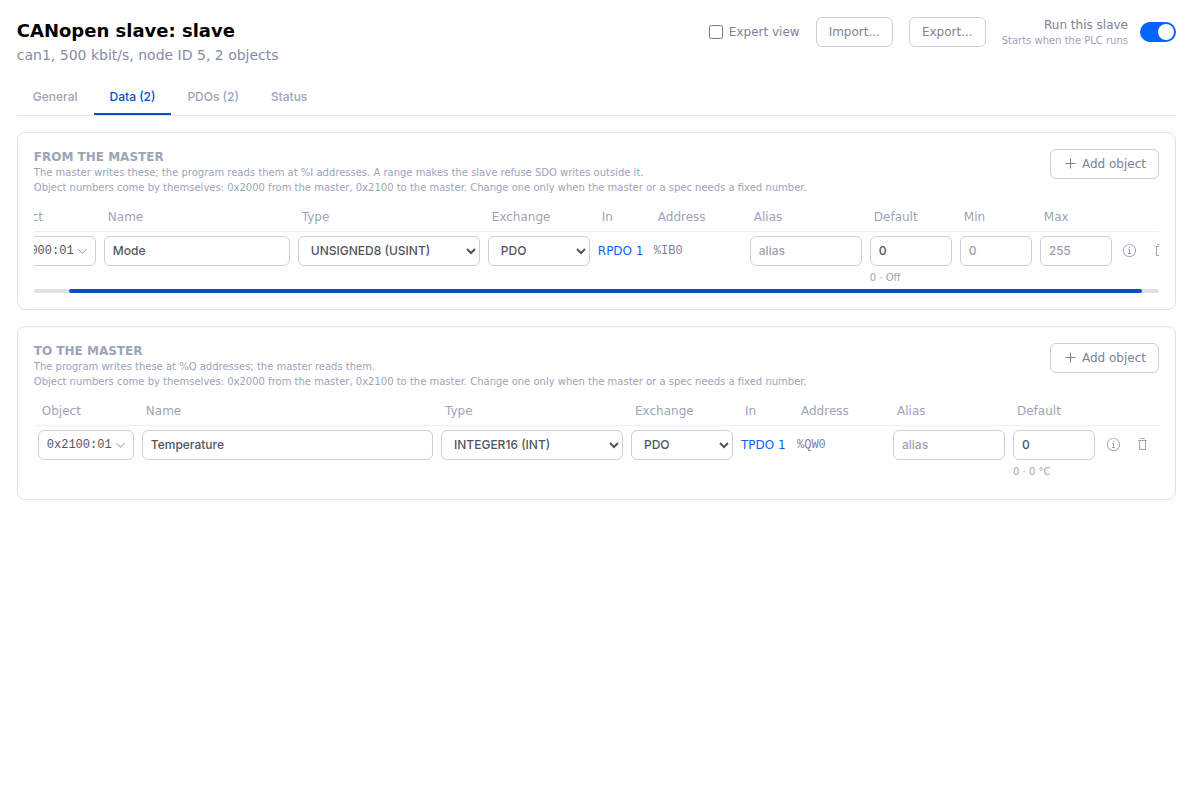 CANopen slave: slave
can1, 500 kbit/s, node ID 5, 2 objects
Expert view
Import...
Export...
Run this slave
Starts when the PLC runs
General
Data (2)
PDOs (2)
Status
FROM THE MASTER
The master writes these; the program reads them at %I addresses. A range makes the slave refuse SDO writes outside it.
Object numbers come by themselves: 0x2000 from the master, 0x2100 to the master. Change one only when the master or a spec needs a fixed number.
+ Add object
ct Name Type Exchange In Address Alias Default Min Max
000:01 Mode UNSIGNED8 (USINT) PDO RPDO 1 %IB0 alias 0 0 255
0 · Off
TO THE MASTER
The program writes these at %Q addresses; the master reads them.
Object numbers come by themselves: 0x2000 from the master, 0x2100 to the master. Change one only when the master or a spec needs a fixed number.
+ Add object
Object Name Type Exchange In Address Alias Default
0x2100:01 Temperature INTEGER16 (INT) PDO TPDO 1 %QW0 alias 0
0 · 0 °C